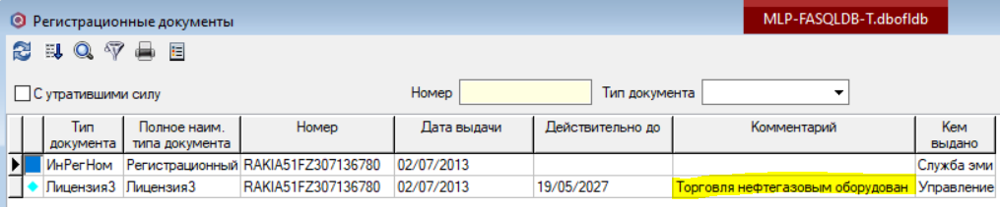 Регистрационные документы
MLP-FASQLDB-T.dbofldb
С утратившими силу Номер Тип документа
Тип документа Полное наим. типа документа Номер Дата выдачи Действительно до Комментарий Кем выдано
ИнРегНом Регистрационный RAKIA51FZ307136780 02/07/2013 Служба эми
Лицензия3 Лицензия3 RAKIA51FZ307136780 02/07/2013 19/05/2027 Торговля нефтегазовым оборудован Управление